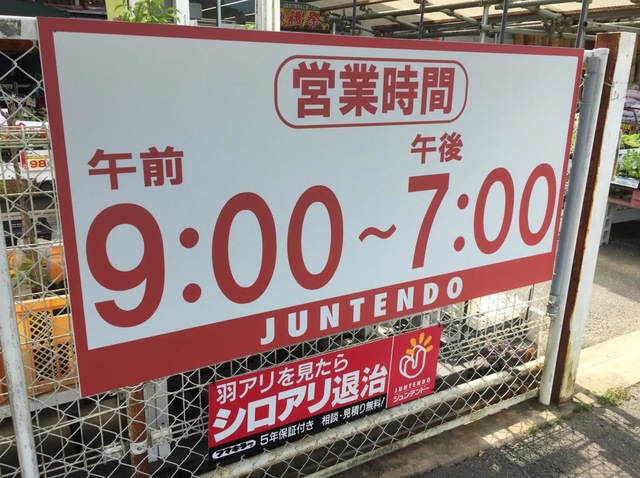 営業時間
午前
9:00~
午後
7:00
JUNTENDO
羽アリを見たら
シロアリ退治
5年保証付き 相談・見積り無料!
JUNTENDO
ジュンテンドー
98